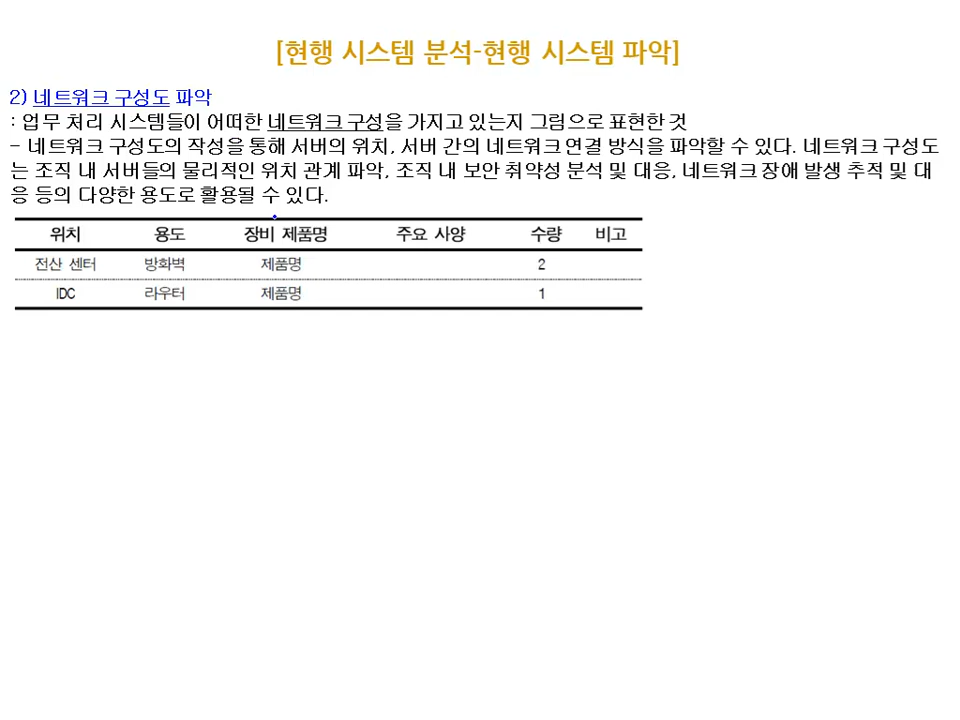 [현행 시스템 분석-현행 시스템 파악]
2) 네트워크 구성도 파악
: 업무 처리 시스템들이 어떠한 네트워크 구성을 가지고 있는지 그림으로 표현한 것
- 네트워크 구성도의 작성을 통해 서버의 위치, 서버 간의 네트워크 연결 방식을 파악할 수 있다. 네트워크 구성도
는 조직 내 서버들의 물리적인 위치 관계 파악, 조직 내 보안 취약성 분석 및 대응, 네트워크 장애 발생 추적 및 대
응 등의 다양한 용도로 활용될 수 있다.
위치 용도 장비 제품명 주요 사양 수량 비고
전산 센터 방화벽 제품명 2
IDC 라우터 제품명 1